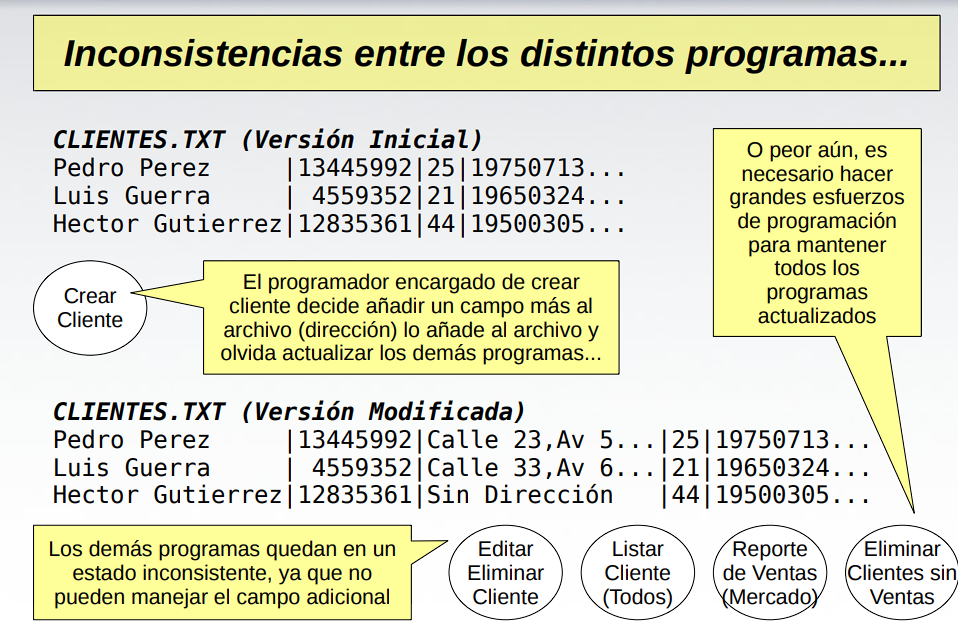 Inconsistencias entre los distintos programas...
CLIENTES.TXT (Versión Inicial)
Pedro Perez     |13445992|25|19750713...
Luis Guerra     | 4559352|21|19650324...
Hector Gutierrez|12835361|44|19500305...
O peor aún, es
necesario hacer
grandes esfuerzos
de programación
para mantener
todos los
programas
actualizados
Crear
Cliente
El programador encargado de crear
cliente decide añadir un campo más al
archivo (dirección) lo añade al archivo y
olvida actualizar los demás programas...
CLIENTES.TXT (Versión Modificada)
Pedro Perez     |13445992|Calle 23,Av 5...|25|19750713...
Luis Guerra     | 4559352|Calle 33,Av 6...|21|19650324...
Hector Gutierrez|12835361|Sin Dirección   |44|19500305...
Los demás programas quedan en un
estado inconsistente, ya que no
pueden manejar el campo adicional
Editar
Eliminar
Cliente
Listar
Cliente
(Todos)
Reporte
de Ventas
(Mercado)
Eliminar
Clientes sin
Ventas